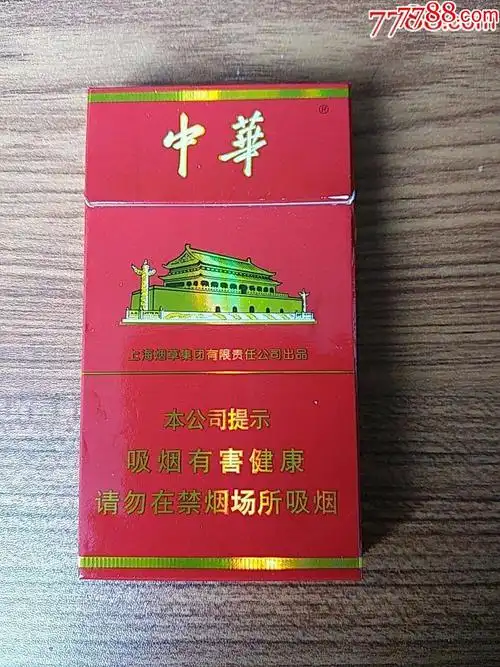 777788.com
中華
®
上海烟草集团有限责任公司出品
本公司提示
吸烟有害健康
请勿在禁烟场所吸烟